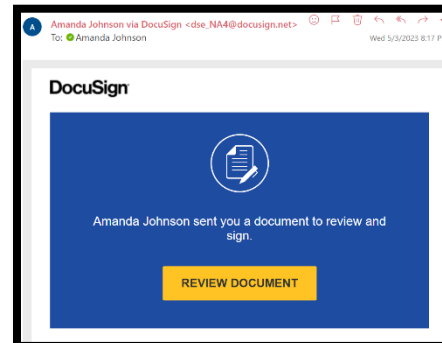 A
Amanda Johnson via DocuSign <dse_NA4@docusign.net>
To: Amanda Johnson
Wed 5/3/2023 8:17 P
DocuSign
Amanda Johnson sent you a document to review and
sign.
REVIEW DOCUMENT